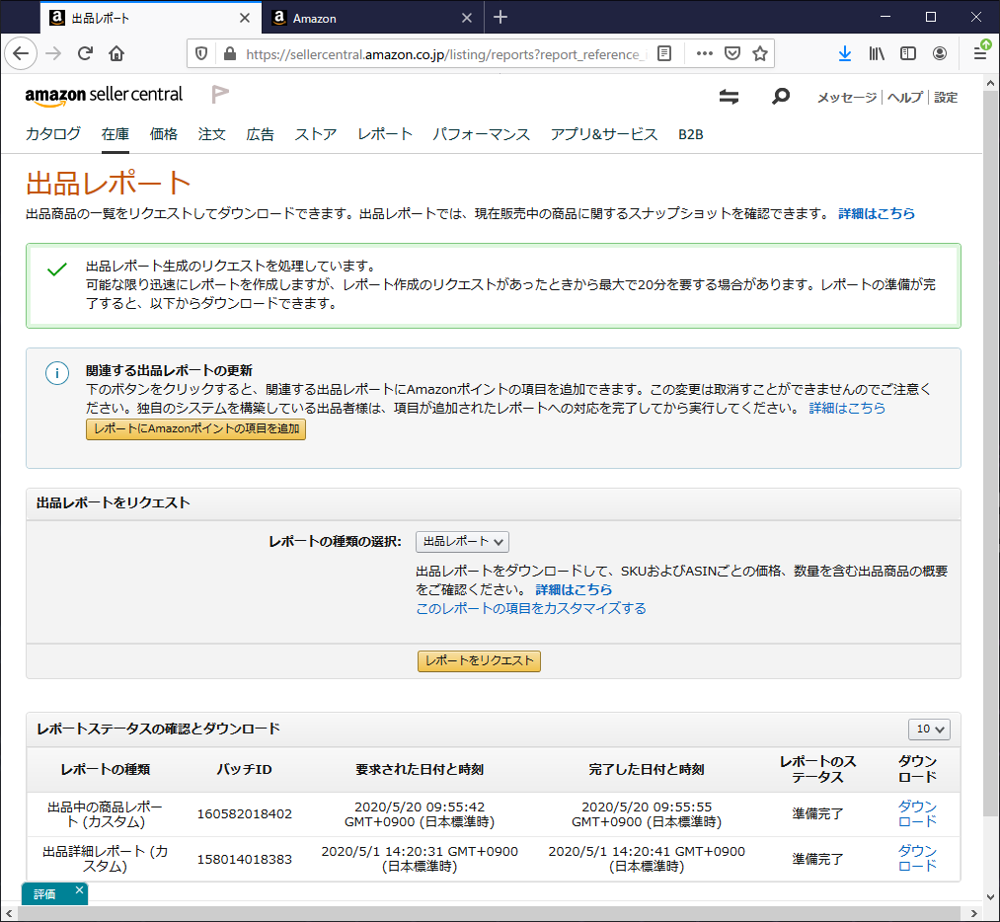 出品レポート
Amazon
https://sellercentral.amazon.co.jp/listing/reports?report_reference_
amazon seller central
メッセージ | ヘルプ | 設定
カタログ 在庫 価格 注文 広告 ストア レポート パフォーマンス アプリ&サービス B2B
出品レポート
出品商品の一覧をリクエストしてダウンロードできます。出品レポートでは、現在販売中の商品に関するスナップショットを確認できます。 詳細はこちら
出品レポート生成のリクエストを処理しています。
可能な限り迅速にレポートを作成しますが、レポート作成のリクエストがあったときから最大で20分を要する場合があります。レポートの準備が完
了すると、以下からダウンロードできます。
関連する出品レポートの更新
下のボタンをクリックすると、関連する出品レポートにAmazonポイントの項目を追加できます。この変更は取消すことができませんのでご注意く
ださい。独自のシステムを構築している出品者様は、項目が追加されたレポートへの対応を完了してから実行してください。 詳細はこちら
レポートにAmazonポイントの項目を追加
出品レポートをリクエスト
レポートの種類の選択: 出品レポート
出品レポートをダウンロードして、SKUおよびASINごとの価格、数量を含む出品商品の概要
をご確認ください。 詳細はこちら
このレポートの項目をカスタマイズする
レポートをリクエスト
レポートステータスの確認とダウンロード 10
レポートの種類 バッチID 要求された日付と時刻 完了した日付と時刻 レポートのス
テータス ダウン
ロード
出品中の商品レポー
ト (カスタム) 160582018402 2020/5/20 09:55:42
GMT+0900 (日本標準時) 2020/5/20 09:55:55
GMT+0900 (日本標準時) 準備完了 ダウン
ロード
出品詳細レポート (カ
スタム) 158014018383 2020/5/1 14:20:31 GMT+0900
(日本標準時) 2020/5/1 14:20:41 GMT+0900
(日本標準時) 準備完了 ダウン
ロード
評価